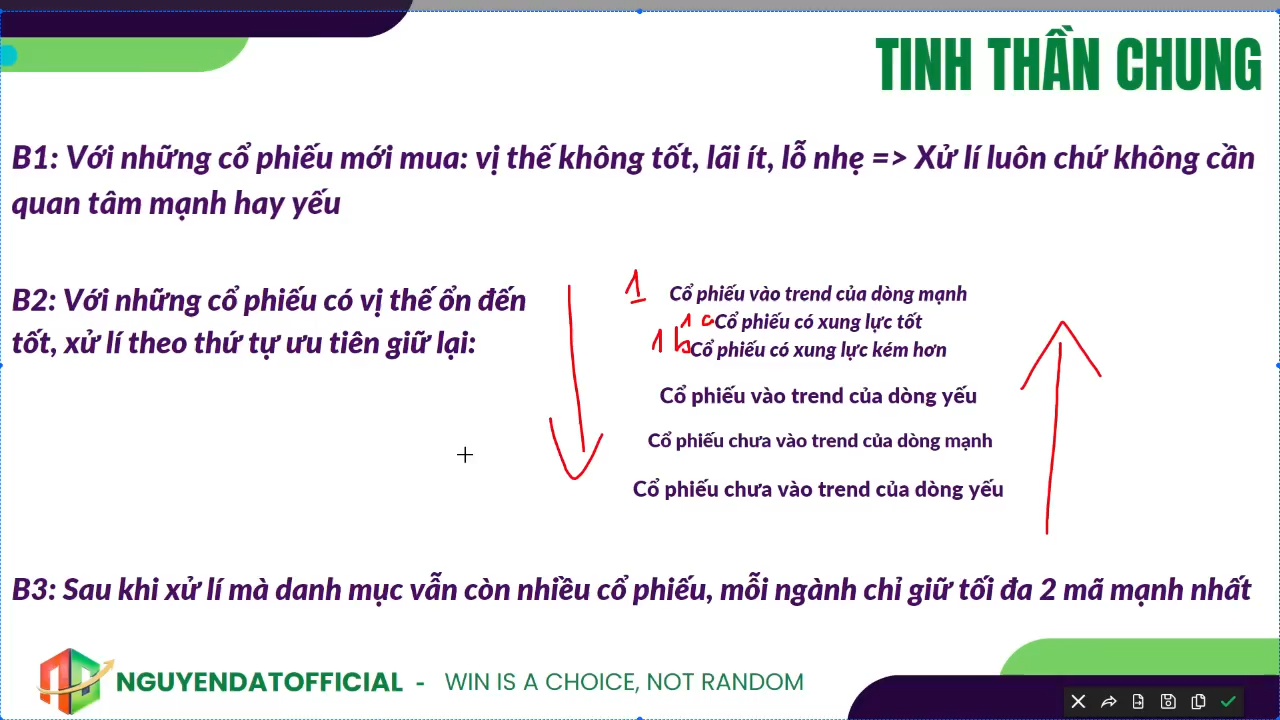 TINH THẦN CHUNG
B1: Với những cổ phiếu mới mua: vị thế không tốt, lãi ít, lỗ nhẹ => Xử lí luôn chứ không cần
quan tâm mạnh hay yếu
B2: Với những cổ phiếu có vị thế ổn đến
tốt, xử lí theo thứ tự ưu tiên giữ lại:
1 Cổ phiếu vào trend của dòng mạnh
1a Cổ phiếu có xung lực tốt
1b Cổ phiếu có xung lực kém hơn
Cổ phiếu vào trend của dòng yếu
Cổ phiếu chưa vào trend của dòng mạnh
Cổ phiếu chưa vào trend của dòng yếu
B3: Sau khi xử lí mà danh mục vẫn còn nhiều cổ phiếu, mỗi ngành chỉ giữ tối đa 2 mã mạnh nhất
NGUYENDATOFFICIAL - WIN IS A CHOICE, NOT RANDOM